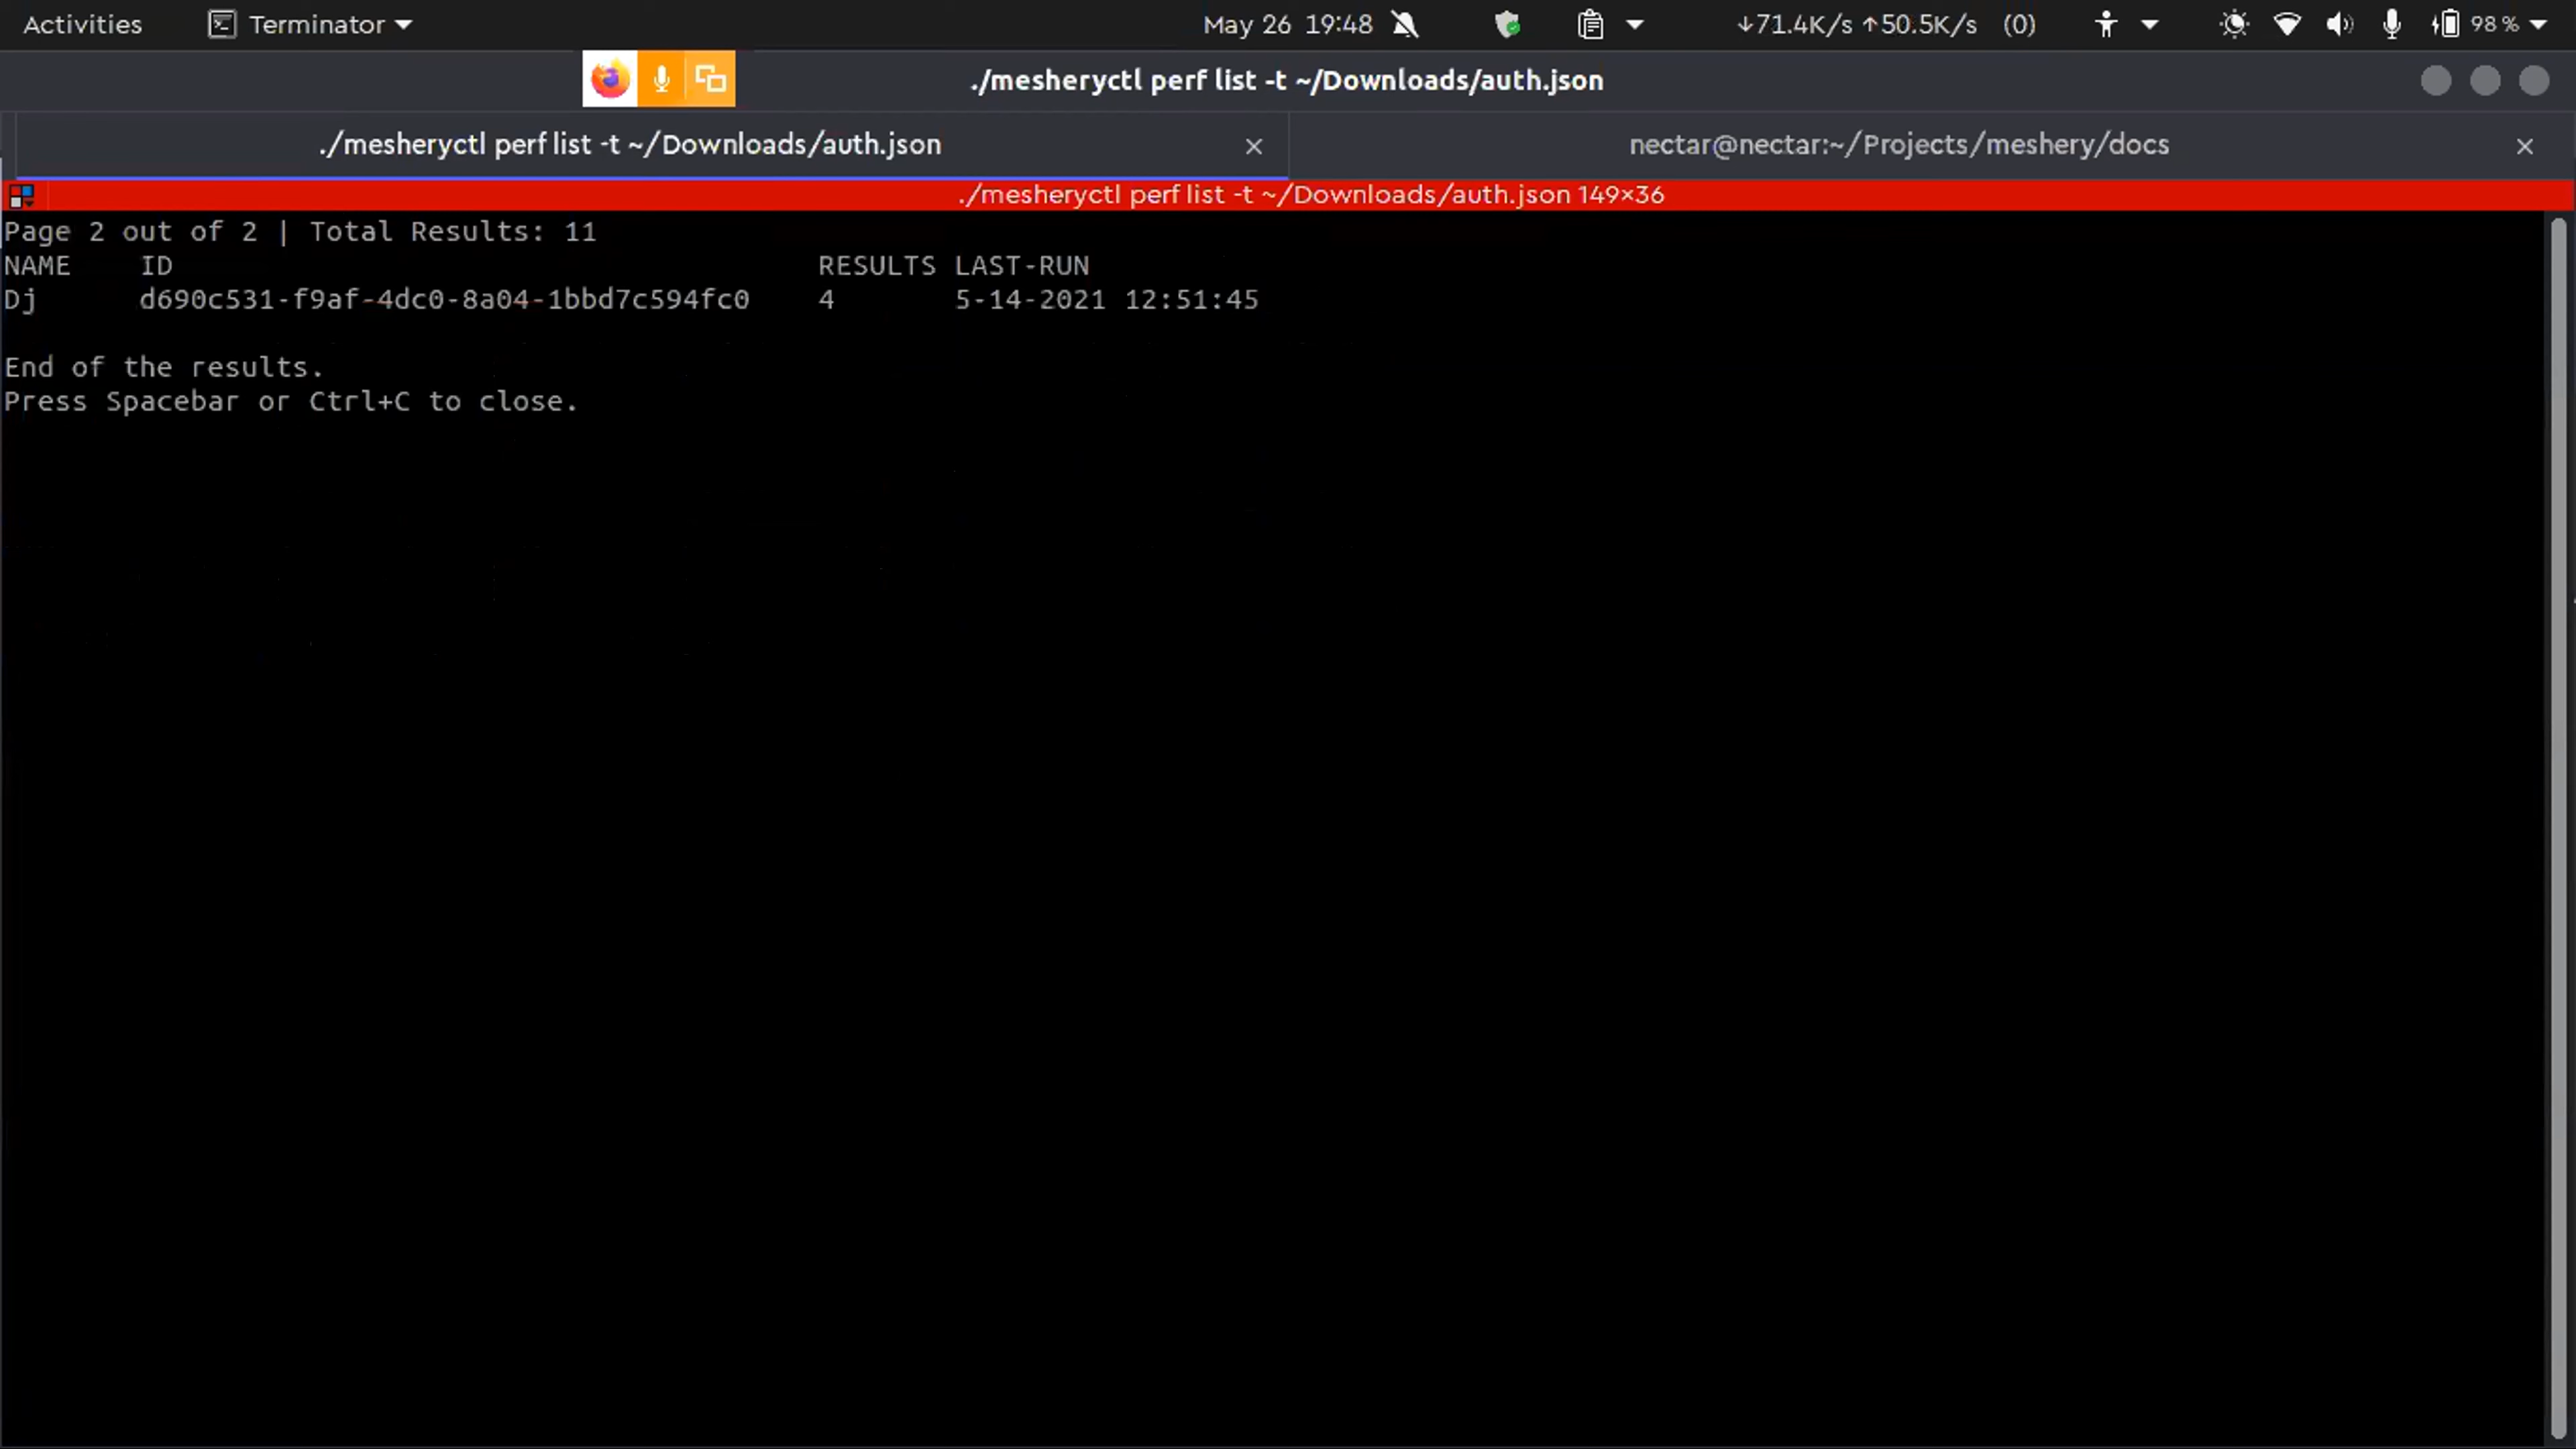 Activities Terminator May 26 19:48 ↓71.4K/s ↑50.5K/s (0) 98 %
./mesheryctl perf list -t ~/Downloads/auth.json
./mesheryctl perf list -t ~/Downloads/auth.json × nectar@nectar:~/Projects/meshery/docs ×
./mesheryctl perf list -t ~/Downloads/auth.json 149×36
Page 2 out of 2 | Total Results: 11
NAME ID RESULTS LAST-RUN
Dj d690c531-f9af-4dc0-8a04-1bbd7c594fc0 4 5-14-2021 12:51:45
End of the results.
Press Spacebar or Ctrl+C to close.